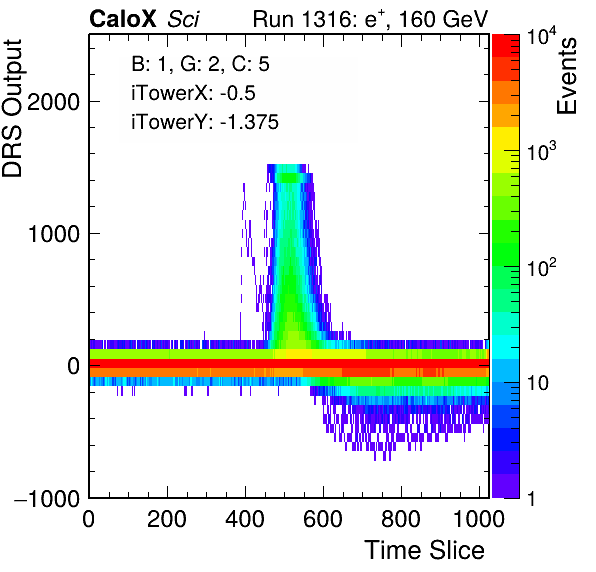 CaloX Sci Run 1316: e⁺, 160 GeV
B: 1, G: 2, C: 5
iTowerX: -0.5
iTowerY: -1.375
DRS Output
2000
1000
0
−1000
0 200 400 600 800 1000
Time Slice
Events
10⁴
10³
10²
10
1